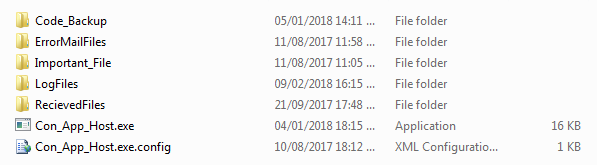 Code_Backup 05/01/2018 14:11 ... File folder
ErrorMailFiles 11/08/2017 11:58 ... File folder
Important_File 11/08/2017 11:05 ... File folder
LogFiles 09/02/2018 16:15 ... File folder
RecievedFiles 21/09/2017 17:48 ... File folder
Con_App_Host.exe 04/01/2018 18:15 ... Application 16 KB
Con_App_Host.exe.config 10/08/2017 18:12 ... XML Configuratio... 1 KB